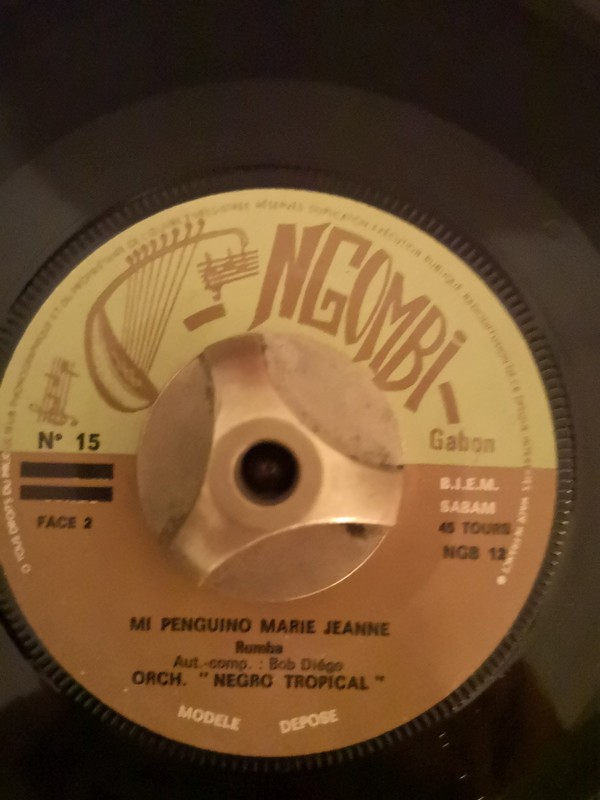 NGOMBI
Gabon
N° 15
B.I.E.M.
SABAM
45 TOURS
FACE 2
NGB 12
MI PENGUINO MARIE JEANNE
Rumba
Aut.-comp. : Bob Diégo
ORCH. " NEGRO TROPICAL "
MODELE DEPOSE